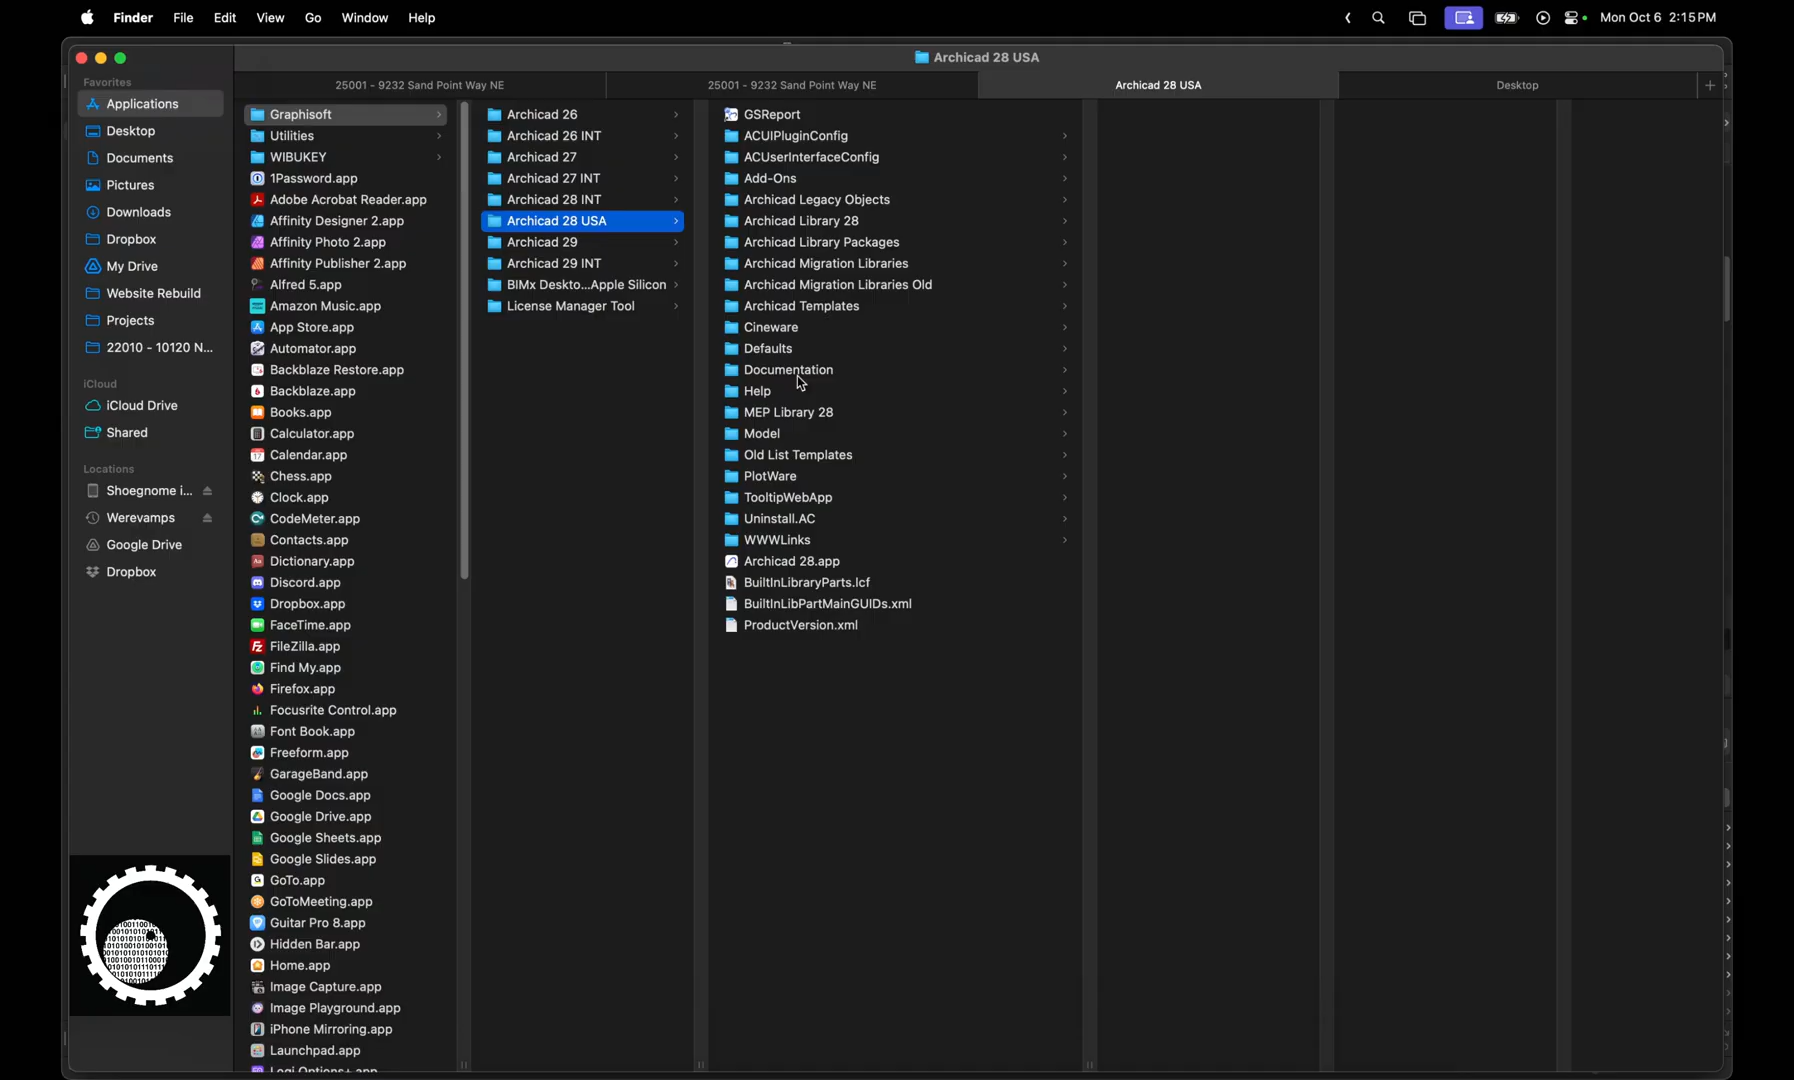 Finder File Edit View Go Window Help
Mon Oct 6 2:15 PM
Archicad 28 USA
25001 - 9232 Sand Point Way NE
25001 - 9232 Sand Point Way NE
Archicad 28 USA
Desktop
Favorites
Applications
Desktop
Documents
Pictures
Downloads
Dropbox
My Drive
Website Rebuild
Projects
22010 - 10120 N...
iCloud
iCloud Drive
Shared
Locations
Shoegnome i...
Werevamps
Google Drive
Dropbox
Graphisoft
Utilities
WIBUKEY
1Password.app
Adobe Acrobat Reader.app
Affinity Designer 2.app
Affinity Photo 2.app
Affinity Publisher 2.app
Alfred 5.app
Amazon Music.app
App Store.app
Automator.app
Backblaze Restore.app
Backblaze.app
Books.app
Calculator.app
Calendar.app
Chess.app
Clock.app
CodeMeter.app
Contacts.app
Dictionary.app
Discord.app
Dropbox.app
FaceTime.app
FileZilla.app
Find My.app
Firefox.app
Focusrite Control.app
Font Book.app
Freeform.app
GarageBand.app
Google Docs.app
Google Drive.app
Google Sheets.app
Google Slides.app
GoTo.app
GoToMeeting.app
Guitar Pro 8.app
Hidden Bar.app
Home.app
Image Capture.app
Image Playground.app
iPhone Mirroring.app
Launchpad.app
Logi Options+.app
Archicad 26
Archicad 26 INT
Archicad 27
Archicad 27 INT
Archicad 28 INT
Archicad 28 USA
Archicad 29
Archicad 29 INT
BIMx Deskto...Apple Silicon
License Manager Tool
GSReport
ACUIPluginConfig
ACUserInterfaceConfig
Add-Ons
Archicad Legacy Objects
Archicad Library 28
Archicad Library Packages
Archicad Migration Libraries
Archicad Migration Libraries Old
Archicad Templates
Cineware
Defaults
Documentation
Help
MEP Library 28
Model
Old List Templates
PlotWare
TooltipWebApp
Uninstall.AC
WWWLinks
Archicad 28.app
BuiltInLibraryParts.lcf
BuiltInLibPartMainGUIDs.xml
ProductVersion.xml